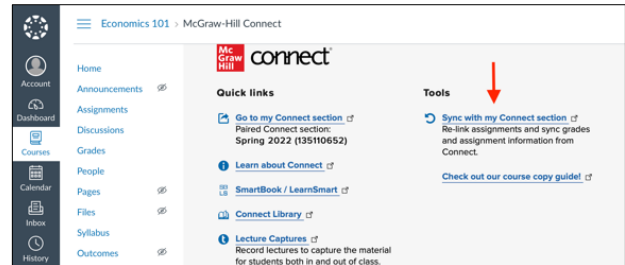 Economics 101 > McGraw-Hill Connect
Account
Dashboard
Courses
Calendar
Inbox
History
Home
Announcements
Assignments
Discussions
Grades
People
Pages
Files
Syllabus
Outcomes
Mc
Graw
Hill
connect
Quick links
Go to my Connect section
Paired Connect section:
Spring 2022 (135110652)
Learn about Connect
SB
LS
SmartBook / LearnSmart
Connect Library
Lecture Captures
Record lectures to capture the material
for students both in and out of class.
Tools
Sync with my Connect section
Re-link assignments and sync grades
and assignment information from
Connect.
Check out our course copy guide!